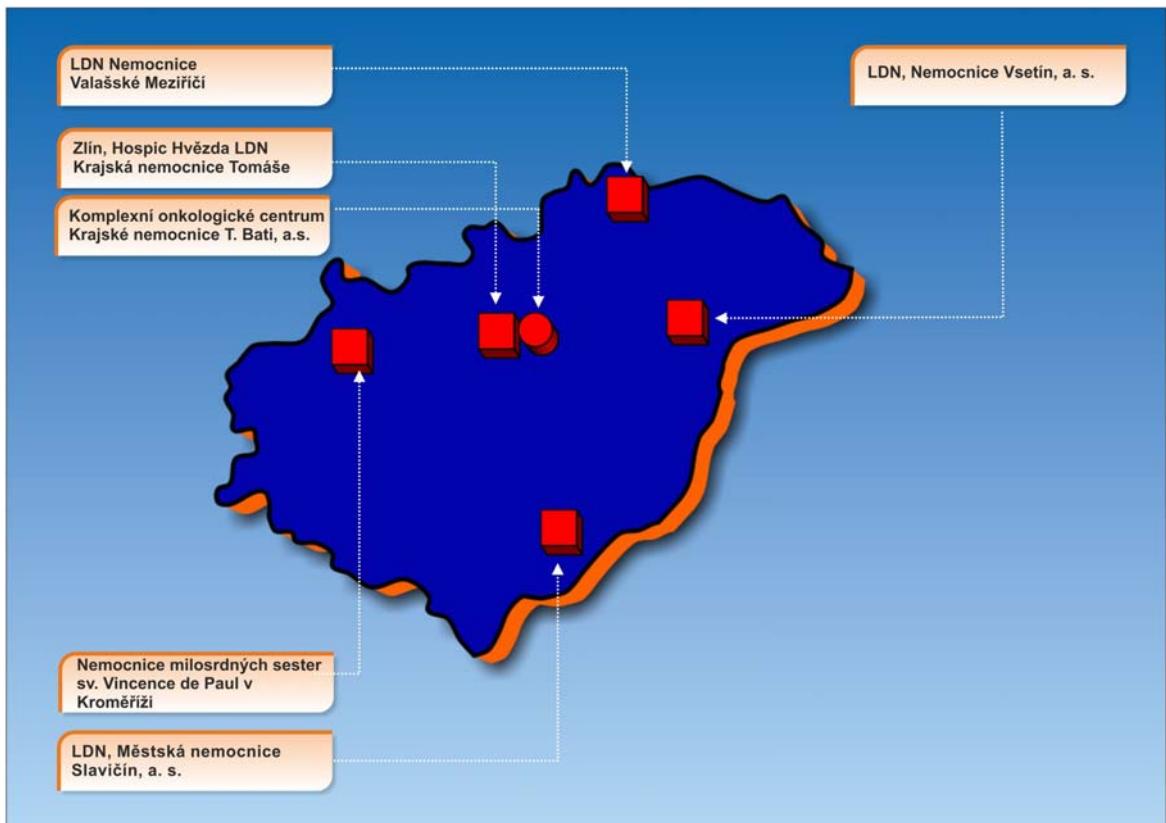 LDN Nemocnice
Valašské Meziříčí
LDN, Nemocnice Vsetín, a. s.
Zlín, Hospic Hvězda LDN
Krajská nemocnice Tomáše
Komplexní onkologické centrum
Krajské nemocnice T. Bati, a.s.
Nemocnice milosrdných sester
sv. Vincence de Paul v
Kroměříži
LDN, Městská nemocnice
Slavičín, a. s.